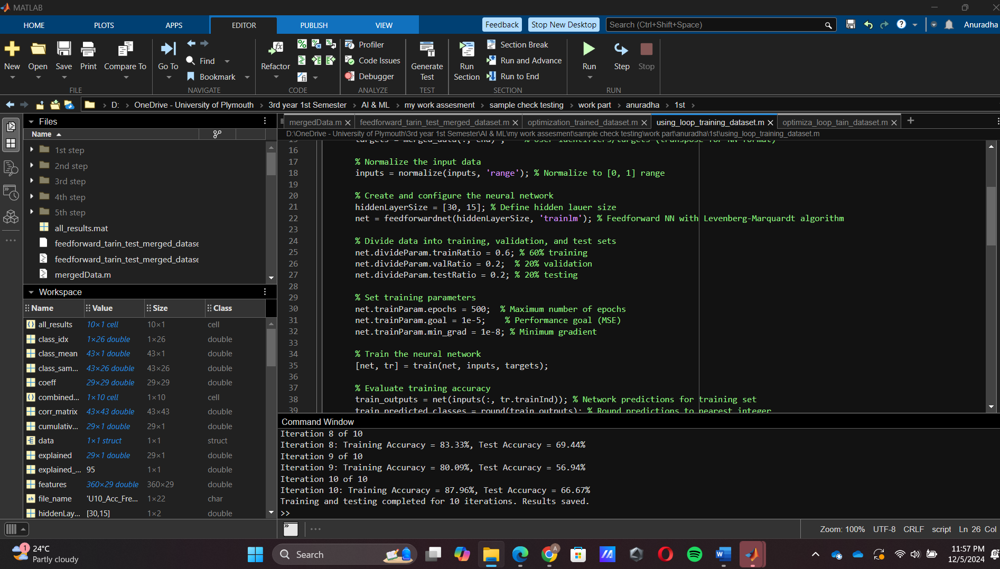 MATLAB
HOME PLOTS APPS EDITOR PUBLISH VIEW Feedback Stop New Desktop Search (Ctrl+Shift+Space) Anuradha
New Open Save Print Compare To
FILE
Go To Find Bookmark
NAVIGATE
Refactor
CODE
Profiler
Code Issues
Debugger
ANALYZE
Generate Test
TEST
Run Section
Section Break
Run and Advance
Run to End
SECTION
Run Step Stop
RUN
D: OneDrive - University of Plymouth 3rd year 1st Semester AI & ML my work assesment sample check testing work part anuradha 1st
Files
Name
1st step
2nd step
3rd step
4th step
5th step
all_results.mat
feedforward_tarin_test_merged_datase
feedforward_tarin_test_merged_datase
mergedData.m
Workspace
Name Value Size Class
all_results 10×1 cell 10×1 cell
class_idx 1×26 double 1×26 double
class_mean 43×1 double 43×1 double
class_sam... 43×26 double 43×26 double
coeff 29×29 double 29×29 double
combined... 1×10 cell 1×10 cell
corr_matrix 43×43 double 43×43 double
cumulativ... 29×1 double 29×1 double
data 1×1 struct 1×1 struct
explained 29×1 double 29×1 double
explained_... 95 1×1 double
features 360×29 double 360×29 double
file_name 'U10_Acc_Fre... 1×22 char
hiddenLay... [30,15] 1×2 double
mergedData.m feedforward_tarin_test_merged_dataset.m optimization_trained_dataset.m using_loop_training_dataset.m optimiza_loop_tain_dataset.m
D:\OneDrive - University of Plymouth\3rd year 1st Semester\AI & ML\my work assesment\sample check testing\work part\anuradha\1st\using_loop_training_dataset.m
15 targets = merged_data(:, end)'; % User identifiers/targets (transpose for NN format)
16
17 % Normalize the input data
18 inputs = normalize(inputs, 'range'); % Normalize to [0, 1] range
19
20 % Create and configure the neural network
21 hiddenLayerSize = [30, 15]; % Define hidden lauer size
22 net = feedforwardnet(hiddenLayerSize, 'trainlm'); % Feedforward NN with Levenberg-Marquardt algorithm
23
24 % Divide data into training, validation, and test sets
25 net.divideParam.trainRatio = 0.6; % 60% training
26 net.divideParam.valRatio = 0.2; % 20% validation
27 net.divideParam.testRatio = 0.2; % 20% testing
28
29 % Set training parameters
30 net.trainParam.epochs = 500; % Maximum number of epochs
31 net.trainParam.goal = 1e-5; % Performance goal (MSE)
32 net.trainParam.min_grad = 1e-8; % Minimum gradient
33
34 % Train the neural network
35 [net, tr] = train(net, inputs, targets);
36
37 % Evaluate training accuracy
38 train_outputs = net(inputs(:, tr.trainInd)); % Network predictions for training set
39 train_predicted_classes = round(train_outputs); % Round predictions to nearest integer
Command Window
Iteration 8 of 10
Iteration 8: Training Accuracy = 83.33%, Test Accuracy = 69.44%
Iteration 9 of 10
Iteration 9: Training Accuracy = 80.09%, Test Accuracy = 56.94%
Iteration 10 of 10
Iteration 10: Training Accuracy = 87.96%, Test Accuracy = 66.67%
Training and testing completed for 10 iterations. Results saved.
>>
Zoom: 100% UTF-8 CRLF script Ln 26 Col
1 24°C
Partly cloudy
Search
11:57 PM
12/5/2024